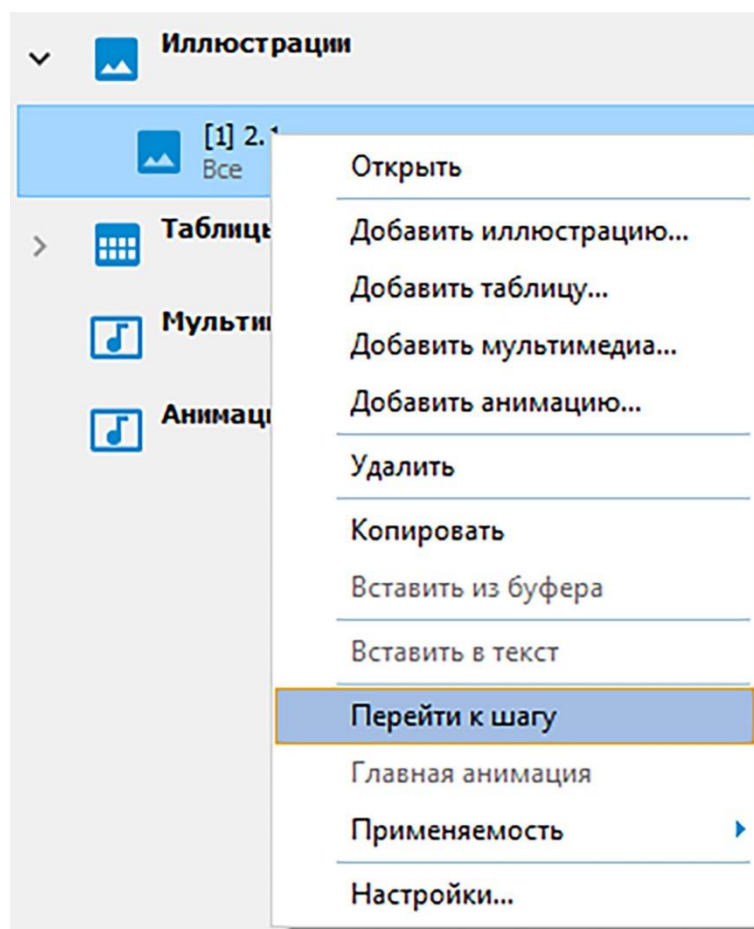 Иллюстрации
[1] 2.
Все
Открыть
Таблицы
Добавить иллюстрацию...
Добавить таблицу...
Добавить мультимедиа...
Добавить анимацию...
Удалить
Копировать
Вставить из буфера
Вставить в текст
Перейти к шагу
Главная анимация
Применяемость
Настройки...